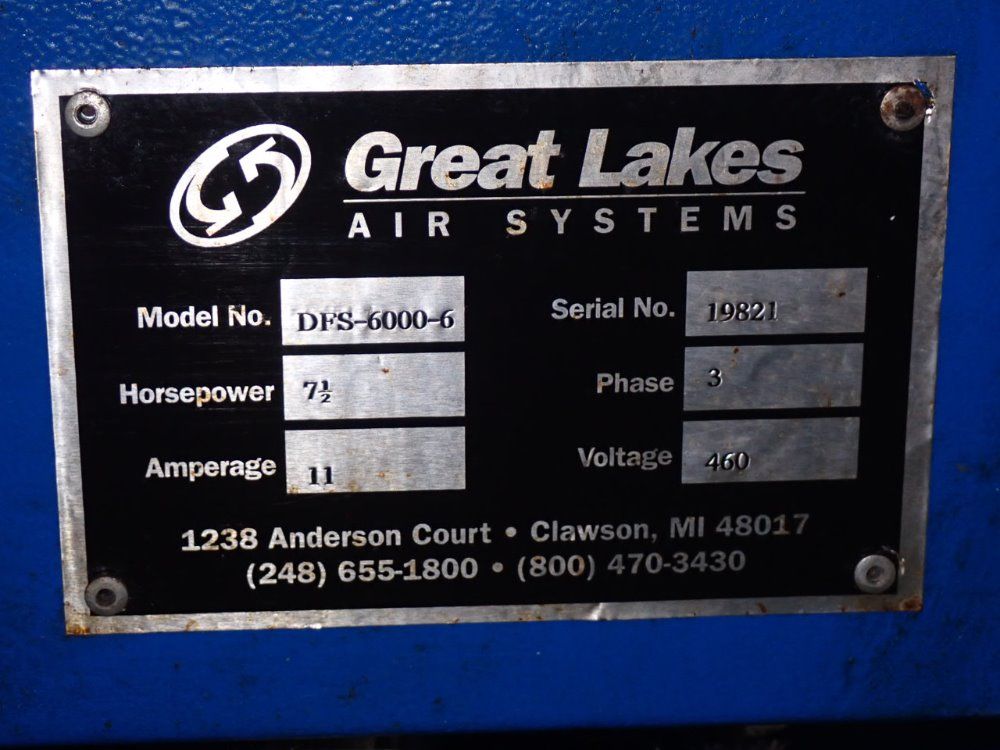 Great Lakes
AIR SYSTEMS
Model No. DFS-6000-6 Serial No. 19821
Horsepower 7½ Phase 3
Amperage 11 Voltage 460
1238 Anderson Court • Clawson, MI 48017
(248) 655-1800 • (800) 470-3430